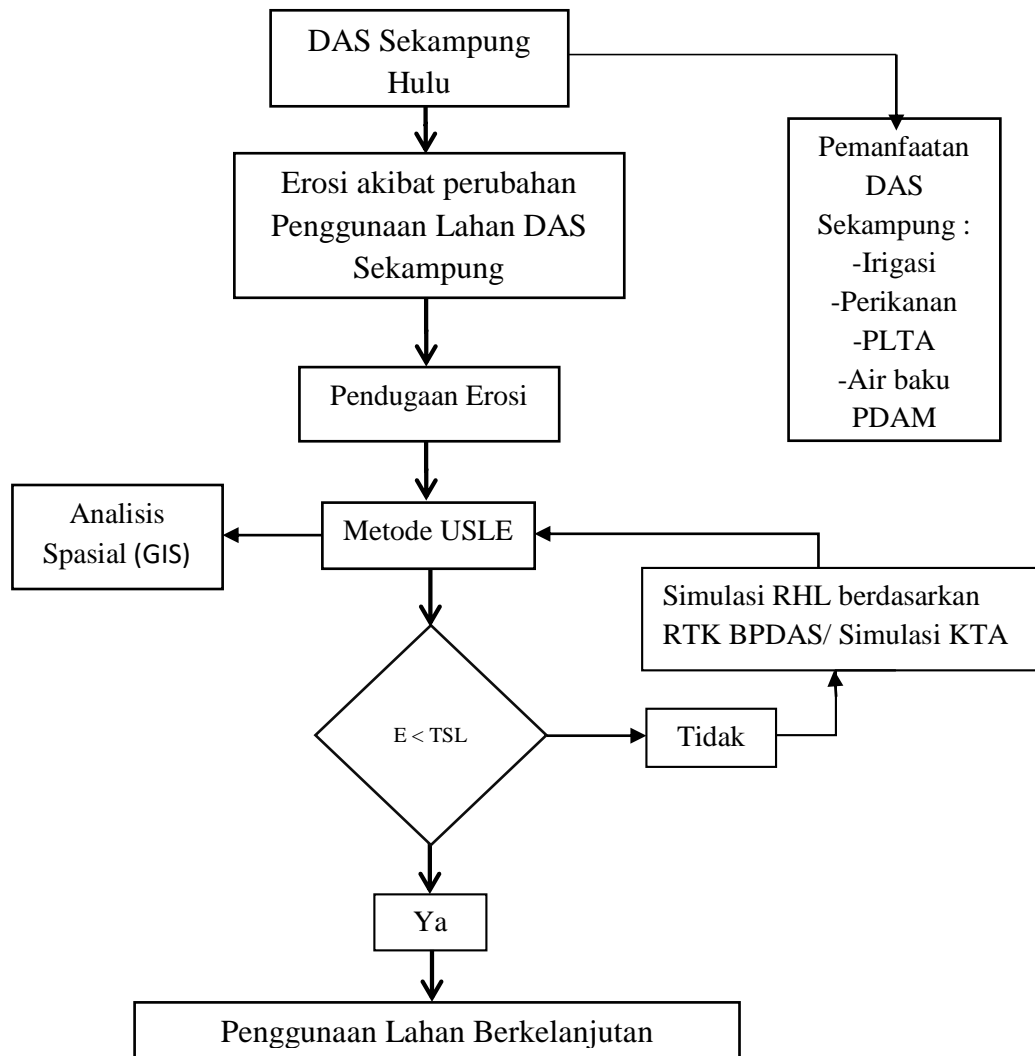 DAS Sekampung
Hulu
Pemanfaatan
DAS
Sekampung :
-Irigasi
-Perikanan
-PLTA
-Air baku
PDAM
Erosi akibat perubahan
Penggunaan Lahan DAS
Sekampung
Pendugaan Erosi
Metode USLE
Analisis
Spasial (GIS)
Simulasi RHL berdasarkan
RTK BPDAS/ Simulasi KTA
E < TSL
Tidak
Ya
Penggunaan Lahan Berkelanjutan